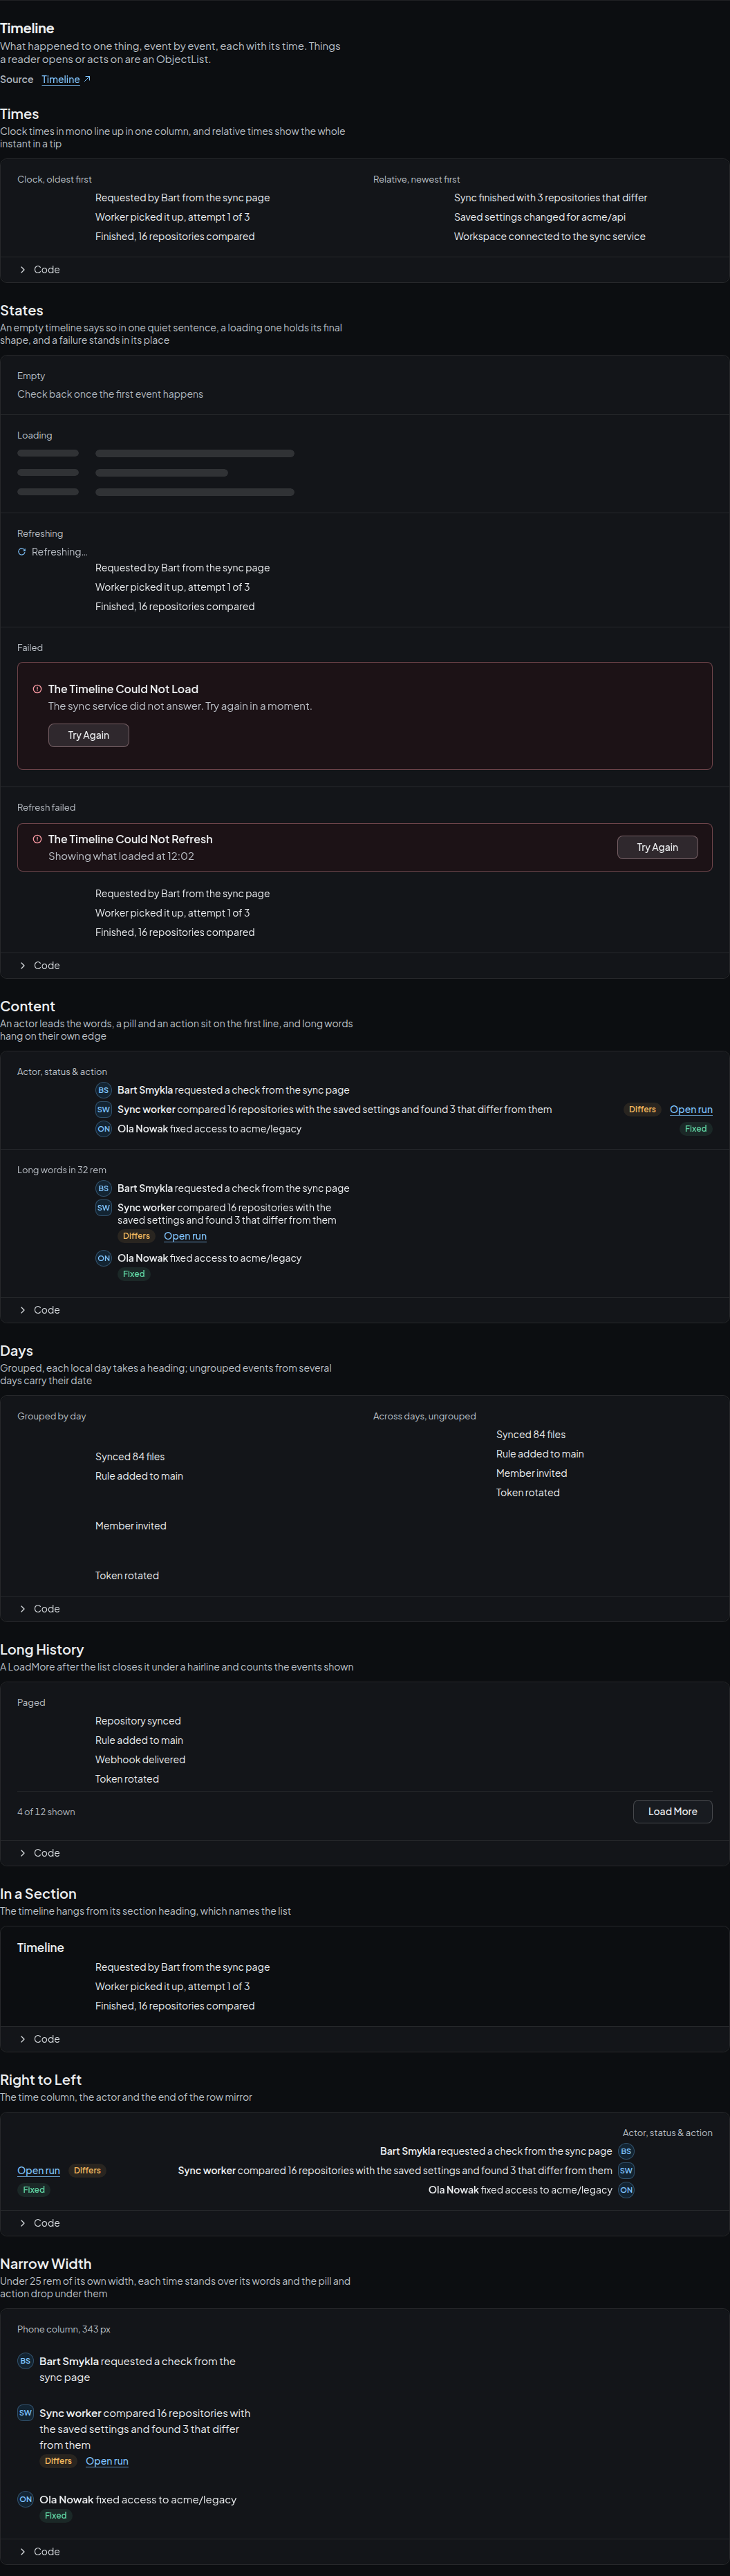 Timeline
What happened to one thing, event by event, each with its time. Things
a reader opens or acts on are an ObjectList.
Source Timeline
Times
Clock times in mono line up in one column, and relative times show the whole
instant in a tip
Clock, oldest first
Requested by Bart from the sync page
Worker picked it up, attempt 1 of 3
Finished, 16 repositories compared
Relative, newest first
Sync finished with 3 repositories that differ
Saved settings changed for acme/api
Workspace connected to the sync service
Code
States
An empty timeline says so in one quiet sentence, a loading one holds its final
shape, and a failure stands in its place
Empty
Check back once the first event happens
Loading
Refreshing
Refreshing…
Requested by Bart from the sync page
Worker picked it up, attempt 1 of 3
Finished, 16 repositories compared
Failed
The Timeline Could Not Load
The sync service did not answer. Try again in a moment.
Try Again
Refresh failed
The Timeline Could Not Refresh
Showing what loaded at 12:02
Try Again
Requested by Bart from the sync page
Worker picked it up, attempt 1 of 3
Finished, 16 repositories compared
Code
Content
An actor leads the words, a pill and an action sit on the first line, and long words
hang on their own edge
Actor, status & action
BS Bart Smykla requested a check from the sync page
SW Sync worker compared 16 repositories with the saved settings and found 3 that differ from them Differs Open run
ON Ola Nowak fixed access to acme/legacy Fixed
Long words in 32 rem
BS Bart Smykla requested a check from the sync page
SW Sync worker compared 16 repositories with the
saved settings and found 3 that differ from them
Differs Open run
ON Ola Nowak fixed access to acme/legacy
Fixed
Code
Days
Grouped, each local day takes a heading; ungrouped events from several
days carry their date
Grouped by day
Synced 84 files
Rule added to main
Member invited
Token rotated
Across days, ungrouped
Synced 84 files
Rule added to main
Member invited
Token rotated
Code
Long History
A LoadMore after the list closes it under a hairline and counts the events shown
Paged
Repository synced
Rule added to main
Webhook delivered
Token rotated
4 of 12 shown Load More
Code
In a Section
The timeline hangs from its section heading, which names the list
Timeline
Requested by Bart from the sync page
Worker picked it up, attempt 1 of 3
Finished, 16 repositories compared
Code
Right to Left
The time column, the actor and the end of the row mirror
Actor, status & action
Bart Smykla requested a check from the sync page BS
Open run Differs Sync worker compared 16 repositories with the saved settings and found 3 that differ from them SW
Fixed Ola Nowak fixed access to acme/legacy ON
Code
Narrow Width
Under 25 rem of its own width, each time stands over its words and the pill and
action drop under them
Phone column, 343 px
BS Bart Smykla requested a check from the
sync page
SW Sync worker compared 16 repositories with
the saved settings and found 3 that differ
from them
Differs Open run
ON Ola Nowak fixed access to acme/legacy
Fixed
Code